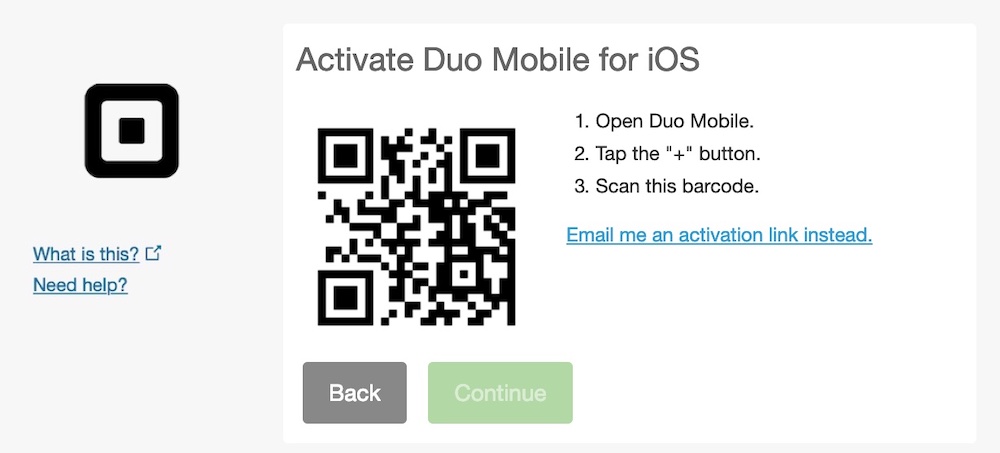 Activate Duo Mobile for iOS
1. Open Duo Mobile.
2. Tap the "+" button.
3. Scan this barcode.
Email me an activation link instead.
What is this?
Need help?
Back
Continue